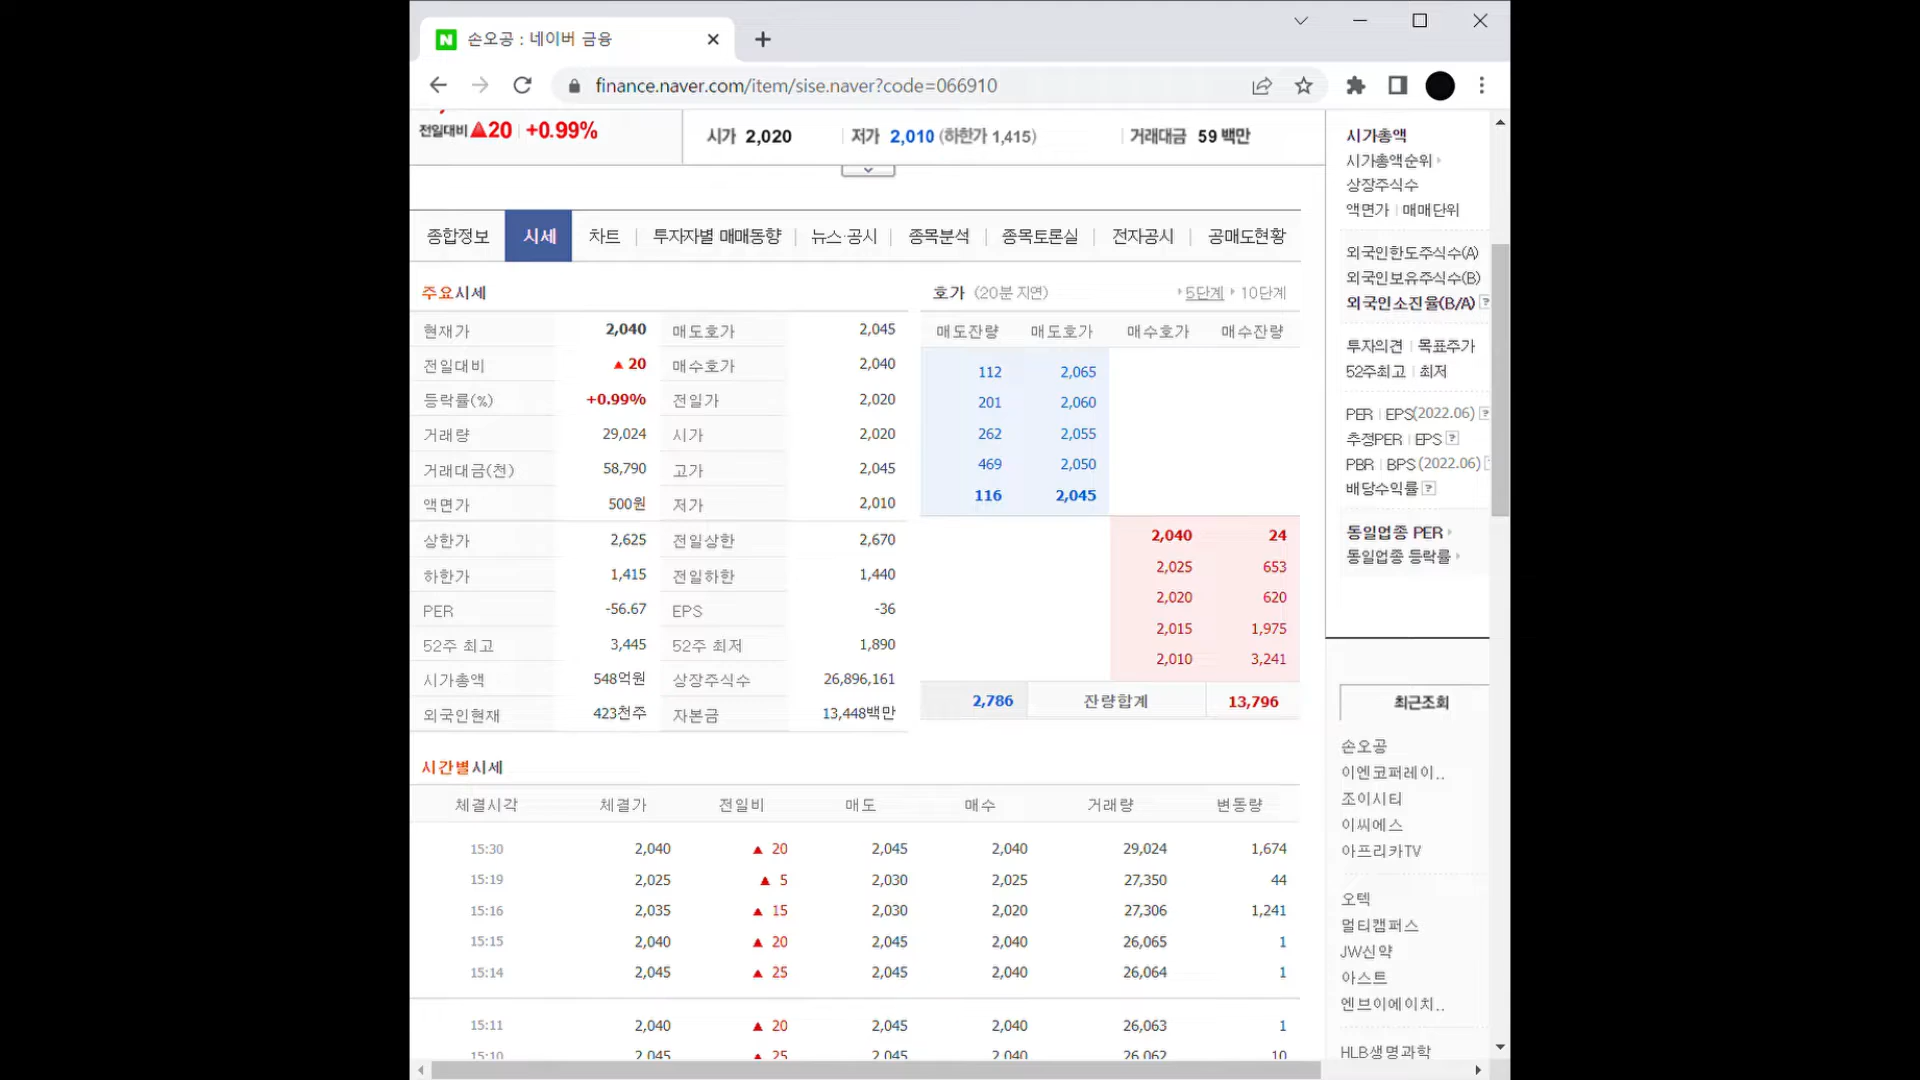 손오공 : 네이버 금융
finance.naver.com/item/sise.naver?code=066910
전일대비 ▲20 +0.99%
시가 2,020 저가 2,010 (하한가 1,415) 거래대금 59 백만
종합정보 시세 차트 투자자별 매매동향 뉴스·공시 종목분석 종목토론실 전자공시 공매도현황
주요시세
현재가 2,040 매도호가 2,045
전일대비 ▲ 20 매수호가 2,040
등락률(%) +0.99% 전일가 2,020
거래량 29,024 시가 2,020
거래대금(천) 58,790 고가 2,045
액면가 500원 저가 2,010
상한가 2,625 전일상한 2,670
하한가 1,415 전일하한 1,440
PER -56.67 EPS -36
52주 최고 3,445 52주 최저 1,890
시가총액 548억원 상장주식수 26,896,161
외국인현재 423천주 자본금 13,448백만
호가 (20분 지연) 5단계 10단계
매도잔량 매도호가 매수호가 매수잔량
112 2,065
201 2,060
262 2,055
469 2,050
116 2,045
2,040 24
2,025 653
2,020 620
2,015 1,975
2,010 3,241
2,786 잔량합계 13,796
시간별시세
체결시각 체결가 전일비 매도 매수 거래량 변동량
15:30 2,040 ▲ 20 2,045 2,040 29,024 1,674
15:19 2,025 ▲ 5 2,030 2,025 27,350 44
15:16 2,035 ▲ 15 2,030 2,020 27,306 1,241
15:15 2,040 ▲ 20 2,045 2,040 26,065 1
15:14 2,045 ▲ 25 2,045 2,040 26,064 1
15:11 2,040 ▲ 20 2,045 2,040 26,063 1
15:10 2,045 ▲ 25 2,045 2,040 26,062 10
시가총액
시가총액순위
상장주식수
액면가 | 매매단위
외국인한도주식수(A)
외국인보유주식수(B)
외국인소진율(B/A) ?
투자의견 | 목표주가
52주최고 | 최저
PER | EPS(2022.06) ?
추정PER | EPS ?
PBR | BPS (2022.06)
배당수익률 ?
동일업종 PER
동일업종 등락률
최근조회
손오공
이엔코퍼레이..
조이시티
이씨에스
아프리카TV
오텍
멀티캠퍼스
JW신약
아스트
엔브이에이치..
HLB생명과학